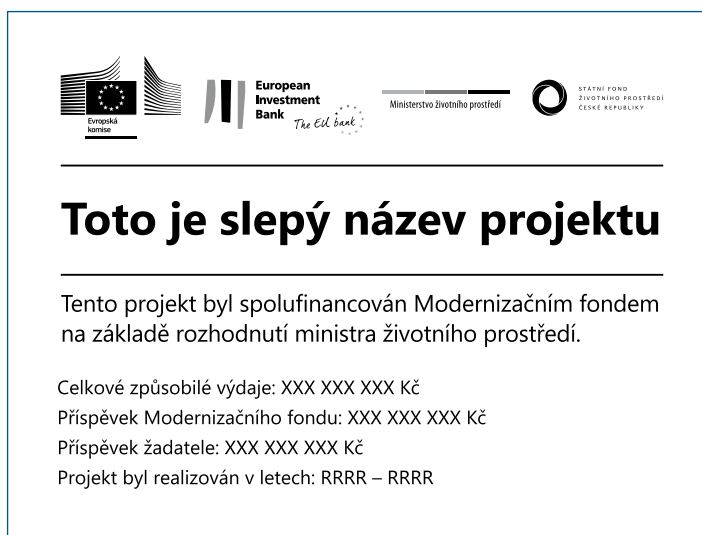 Evropská
komise
European
Investment
Bank
The EU bank
Ministerstvo životního prostředí
STÁTNÍ FOND
ŽIVOTNÍHO PROSTŘEDÍ
ČESKÉ REPUBLIKY
Toto je slepý název projektu
Tento projekt byl spolufinancován Modernizačním fondem
na základě rozhodnutí ministra životního prostředí.
Celkové způsobilé výdaje: XXX XXX XXX Kč
Příspěvek Modernizačního fondu: XXX XXX XXX Kč
Příspěvek žadatele: XXX XXX XXX Kč
Projekt byl realizován v letech: RRRR – RRRR